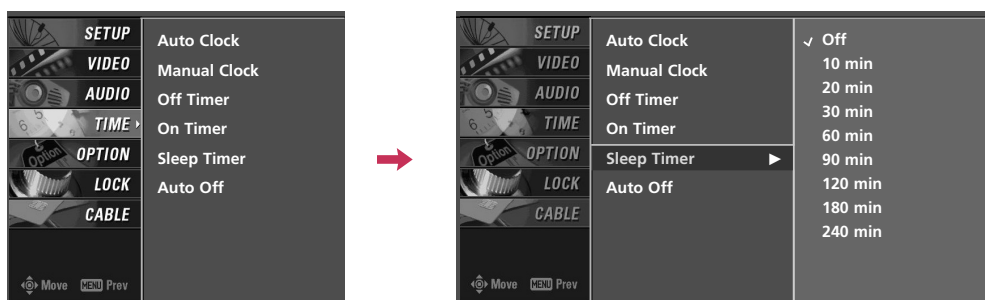 SETUP
VIDEO
AUDIO
TIME
OPTION
LOCK
CABLE
Move MENU Prev
Auto Clock
Manual Clock
Off Timer
On Timer
Sleep Timer
Auto Off
SETUP
VIDEO
AUDIO
TIME
OPTION
LOCK
CABLE
Move MENU Prev
Auto Clock
Manual Clock
Off Timer
On Timer
Sleep Timer ►
Auto Off
✓ Off
10 min
20 min
30 min
60 min
90 min
120 min
180 min
240 min